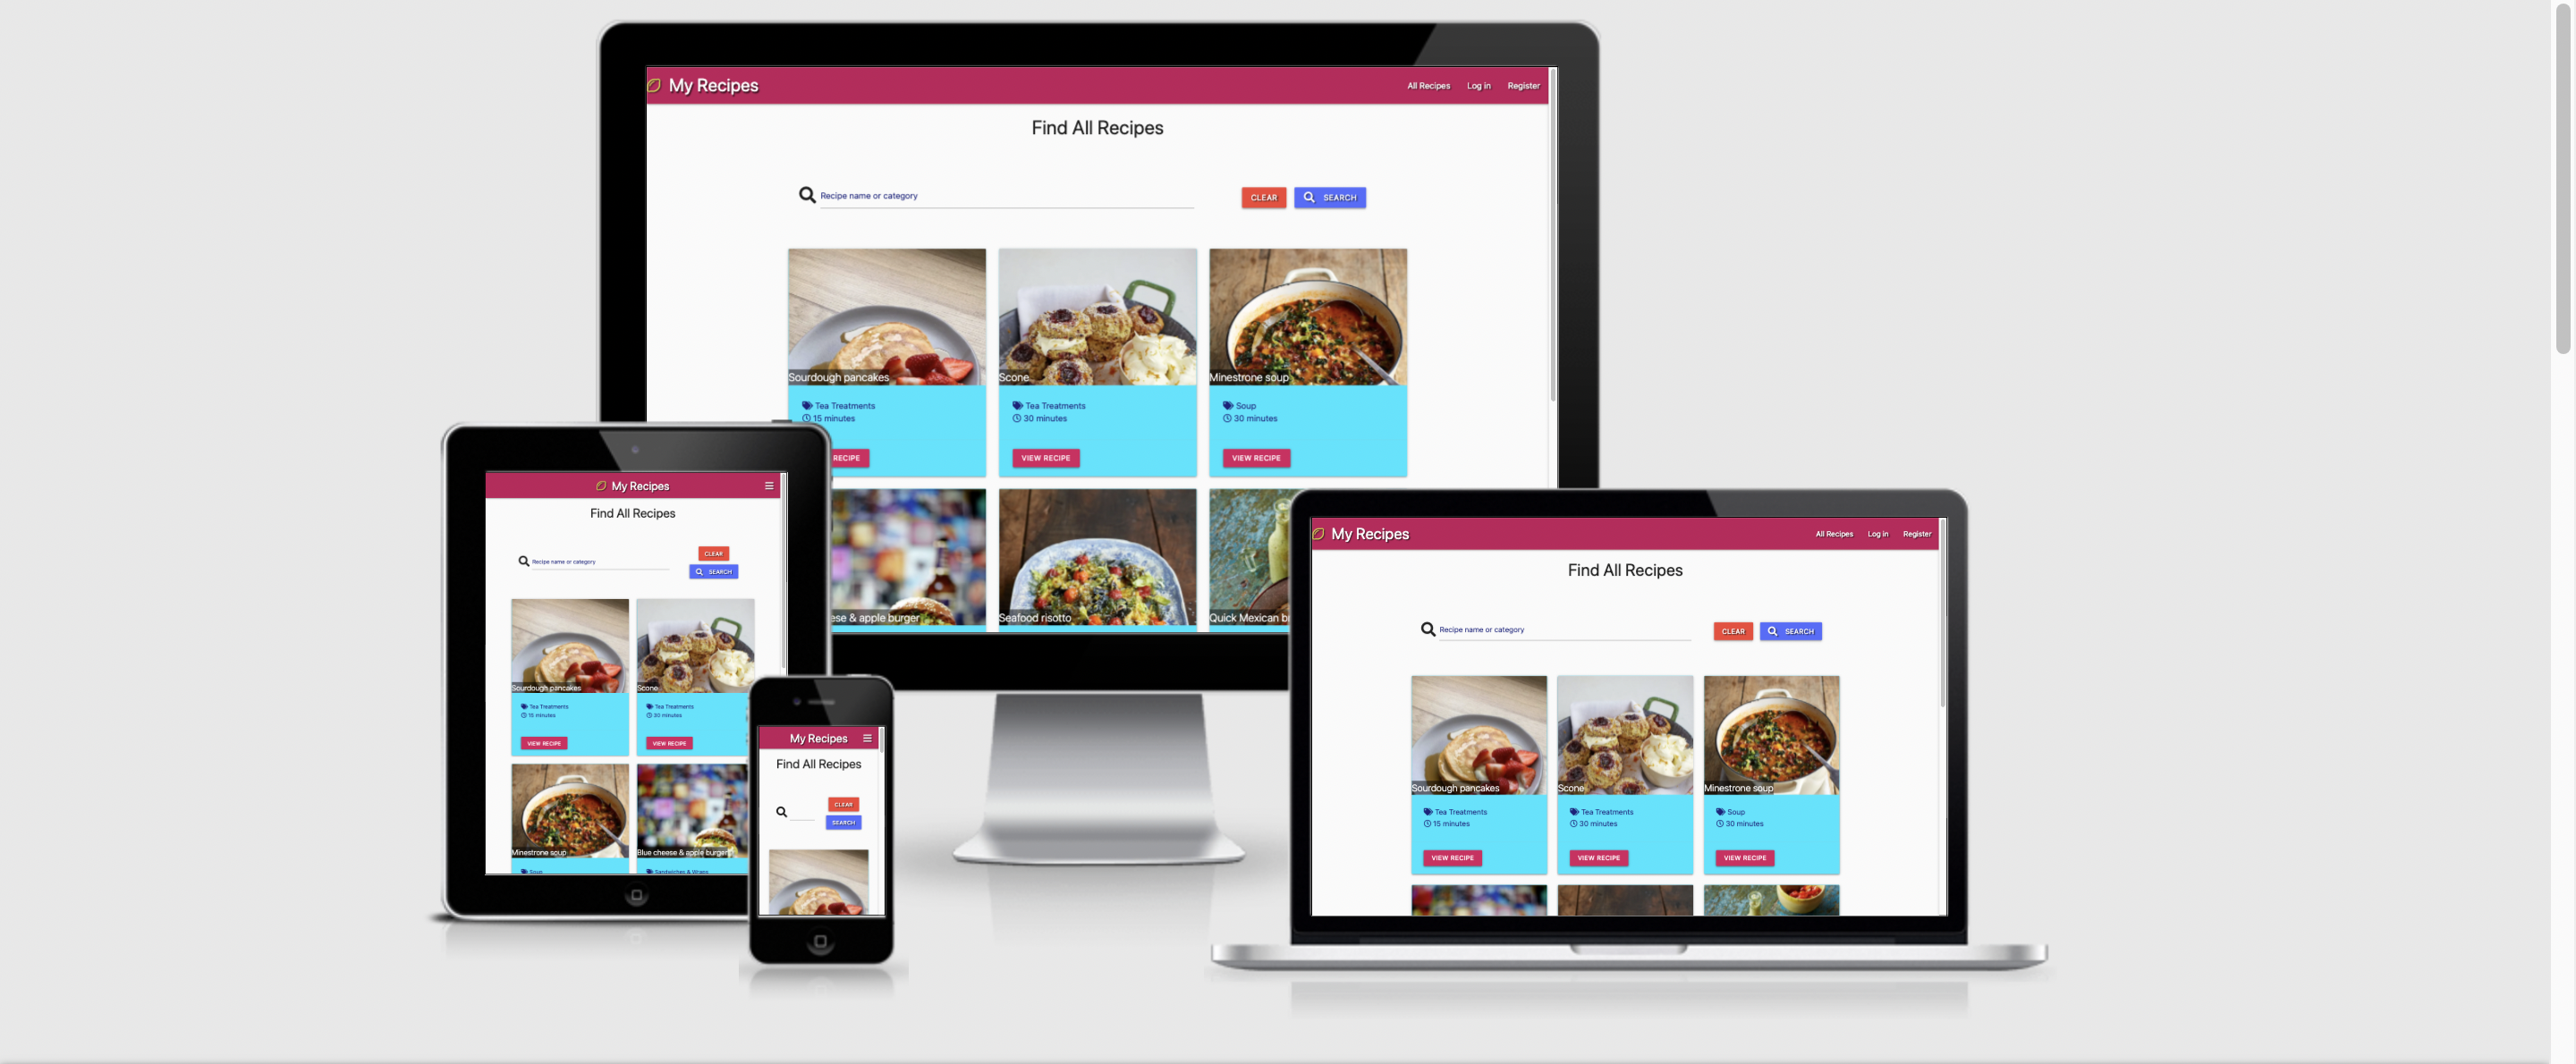 My Recipes
All Recipes Log in Register
Find All Recipes
Recipe name or category
CLEAR SEARCH
Sourdough pancakes Scone Minestrone soup
Tea Treatments Tea Treatments Soup
15 minutes 30 minutes 30 minutes
RECIPE VIEW RECIPE VIEW RECIPE
ese & apple burger Seafood risotto Quick Mexican
My Recipes
Find All Recipes
Recipe name or category
CLEAR
SEARCH
Sourdough pancakes Scone
Tea Treatments Tea Treatments
15 minutes 30 minutes
VIEW RECIPE VIEW RECIPE
Minestrone soup Blue cheese & apple burger
Soup Sandwiches & Wraps
My Recipes
Find All Recipes
CLEAR
SEARCH
My Recipes
All Recipes Log in Register
Find All Recipes
Recipe name or category
CLEAR SEARCH
Sourdough pancakes Scone Minestrone soup
Tea Treatments Tea Treatments Soup
15 minutes 30 minutes 30 minutes
VIEW RECIPE VIEW RECIPE VIEW RECIPE